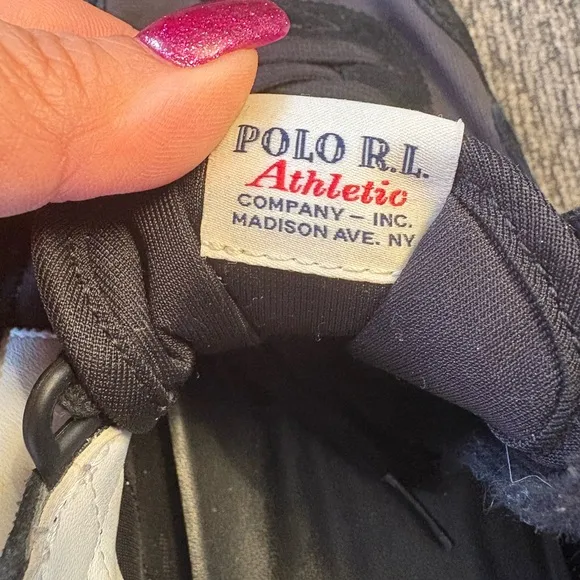 POLO R.L.
Athletic
COMPANY – INC.
MADISON AVE. NY